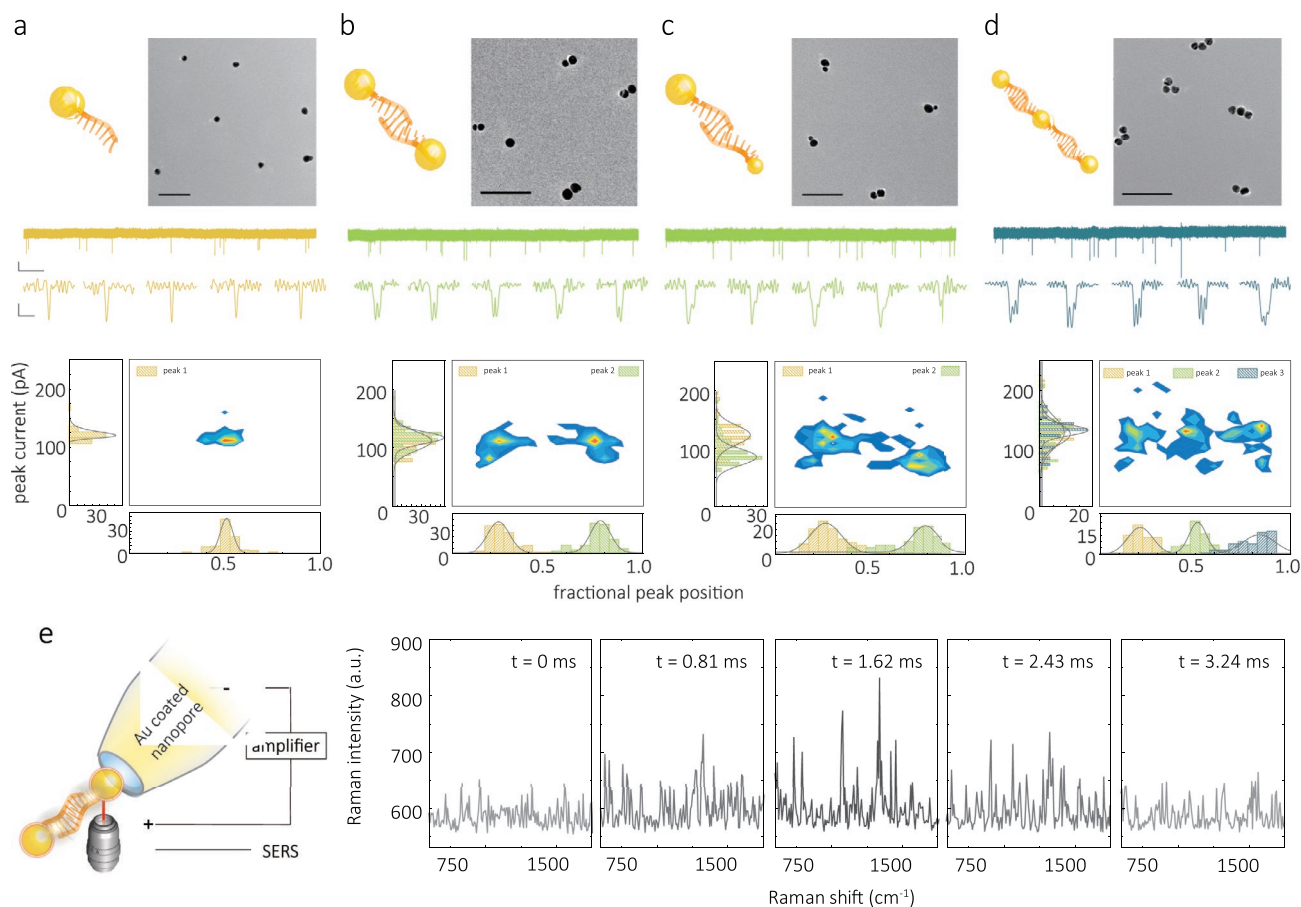 a
b
c
d
peak current (pA)
200
100
0
30
peak 1
30
0
0.5
1.0
200
100
0
30
peak 1
peak 2
30
0
0.5
1.0
200
100
0
30
peak 1
peak 2
20
0
0.5
1.0
200
100
0
20
peak 1
peak 2
peak 3
15
0
0.5
1.0
fractional peak position
e
Au coated
nanopore
-
amplifier
+
SERS
Raman intensity (a.u.)
900
800
700
600
t = 0 ms
t = 0.81 ms
t = 1.62 ms
t = 2.43 ms
t = 3.24 ms
750
1500
750
1500
750
1500
750
1500
750
1500
Raman shift (cm⁻¹)